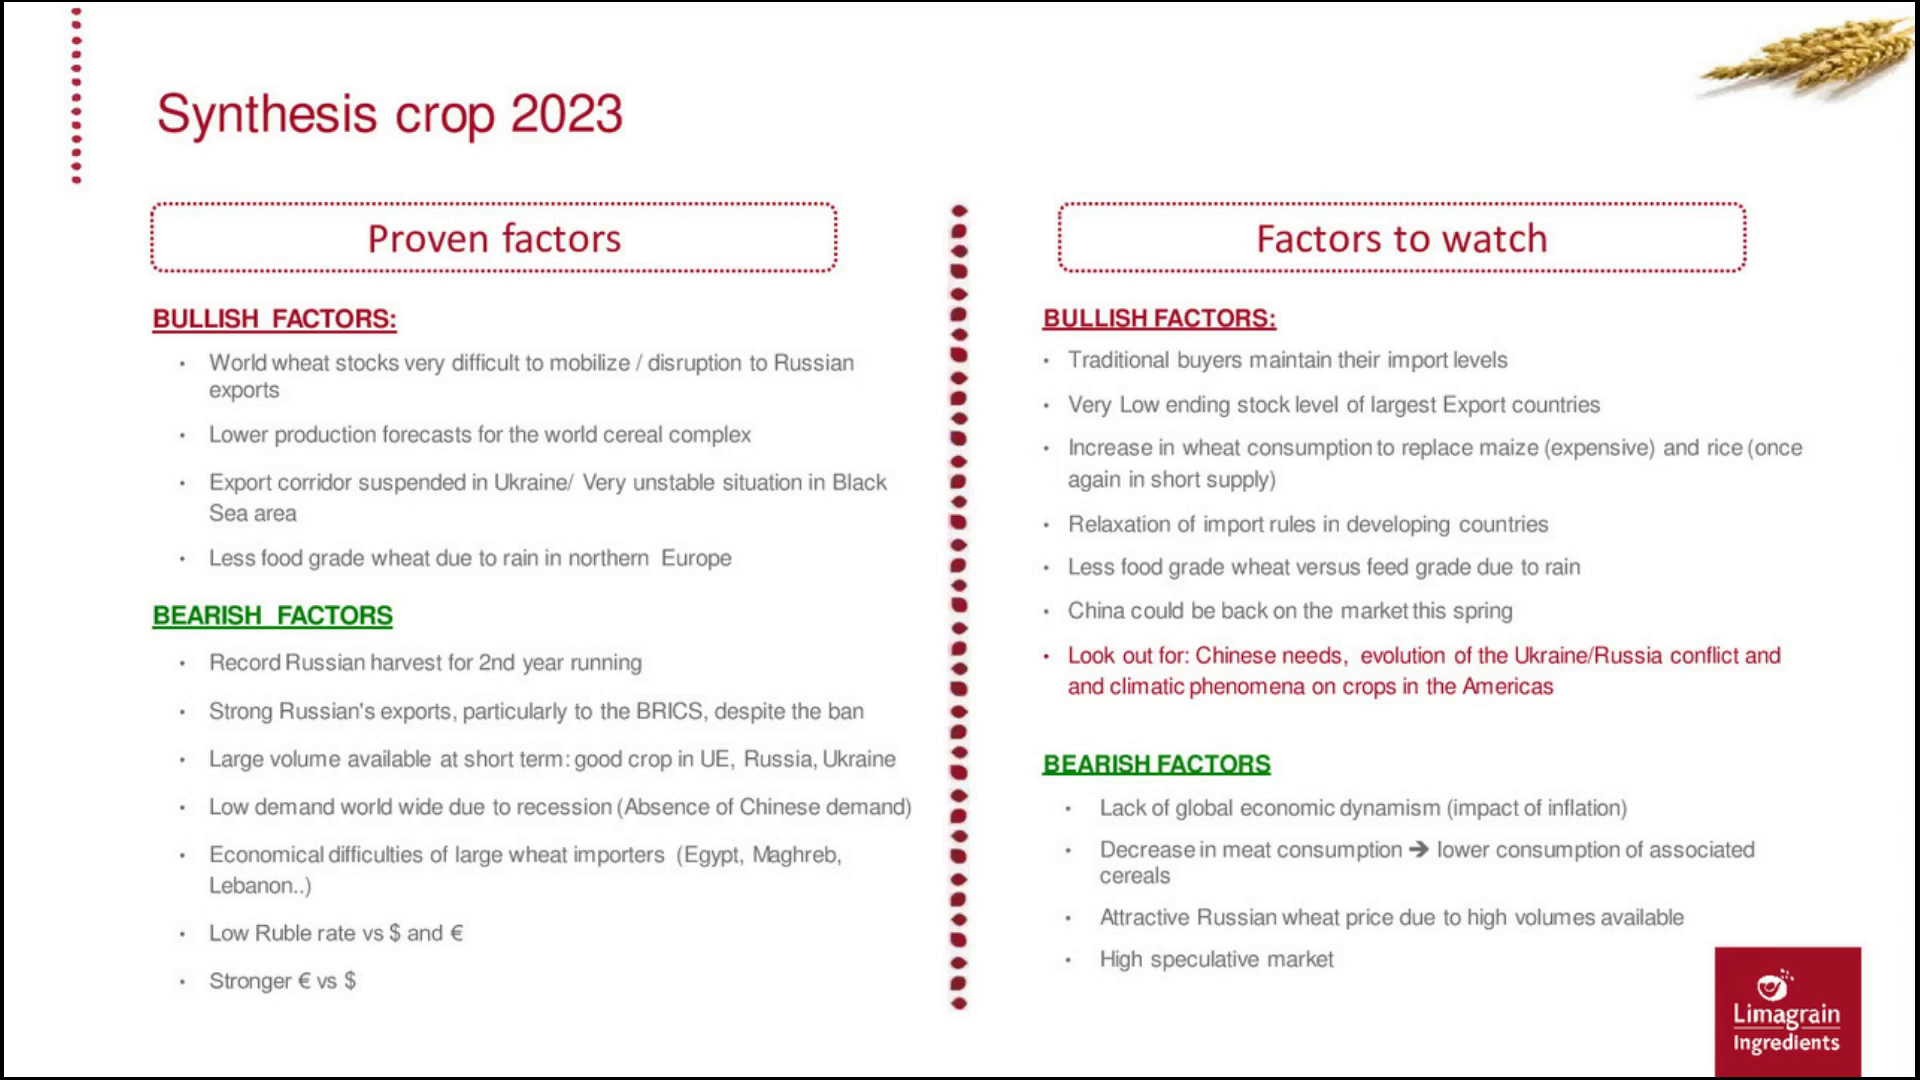 Synthesis crop 2023
Proven factors
BULLISH FACTORS:
• World wheat stocks very difficult to mobilize / disruption to Russian
exports
• Lower production forecasts for the world cereal complex
• Export corridor suspended in Ukraine/ Very unstable situation in Black
Sea area
• Less food grade wheat due to rain in northern Europe
BEARISH FACTORS
• Record Russian harvest for 2nd year running
• Strong Russian's exports, particularly to the BRICS, despite the ban
• Large volume available at short term: good crop in UE, Russia, Ukraine
• Low demand world wide due to recession (Absence of Chinese demand)
• Economical difficulties of large wheat importers (Egypt, Maghreb,
Lebanon..)
• Low Ruble rate vs $ and €
• Stronger € vs $
Factors to watch
BULLISH FACTORS:
• Traditional buyers maintain their import levels
• Very Low ending stock level of largest Export countries
• Increase in wheat consumption to replace maize (expensive) and rice (once
again in short supply)
• Relaxation of import rules in developing countries
• Less food grade wheat versus feed grade due to rain
• China could be back on the market this spring
• Look out for: Chinese needs, evolution of the Ukraine/Russia conflict and
and climatic phenomena on crops in the Americas
BEARISH FACTORS
• Lack of global economic dynamism (impact of inflation)
• Decrease in meat consumption ➔ lower consumption of associated
cereals
• Attractive Russian wheat price due to high volumes available
• High speculative market
Limagrain
Ingredients